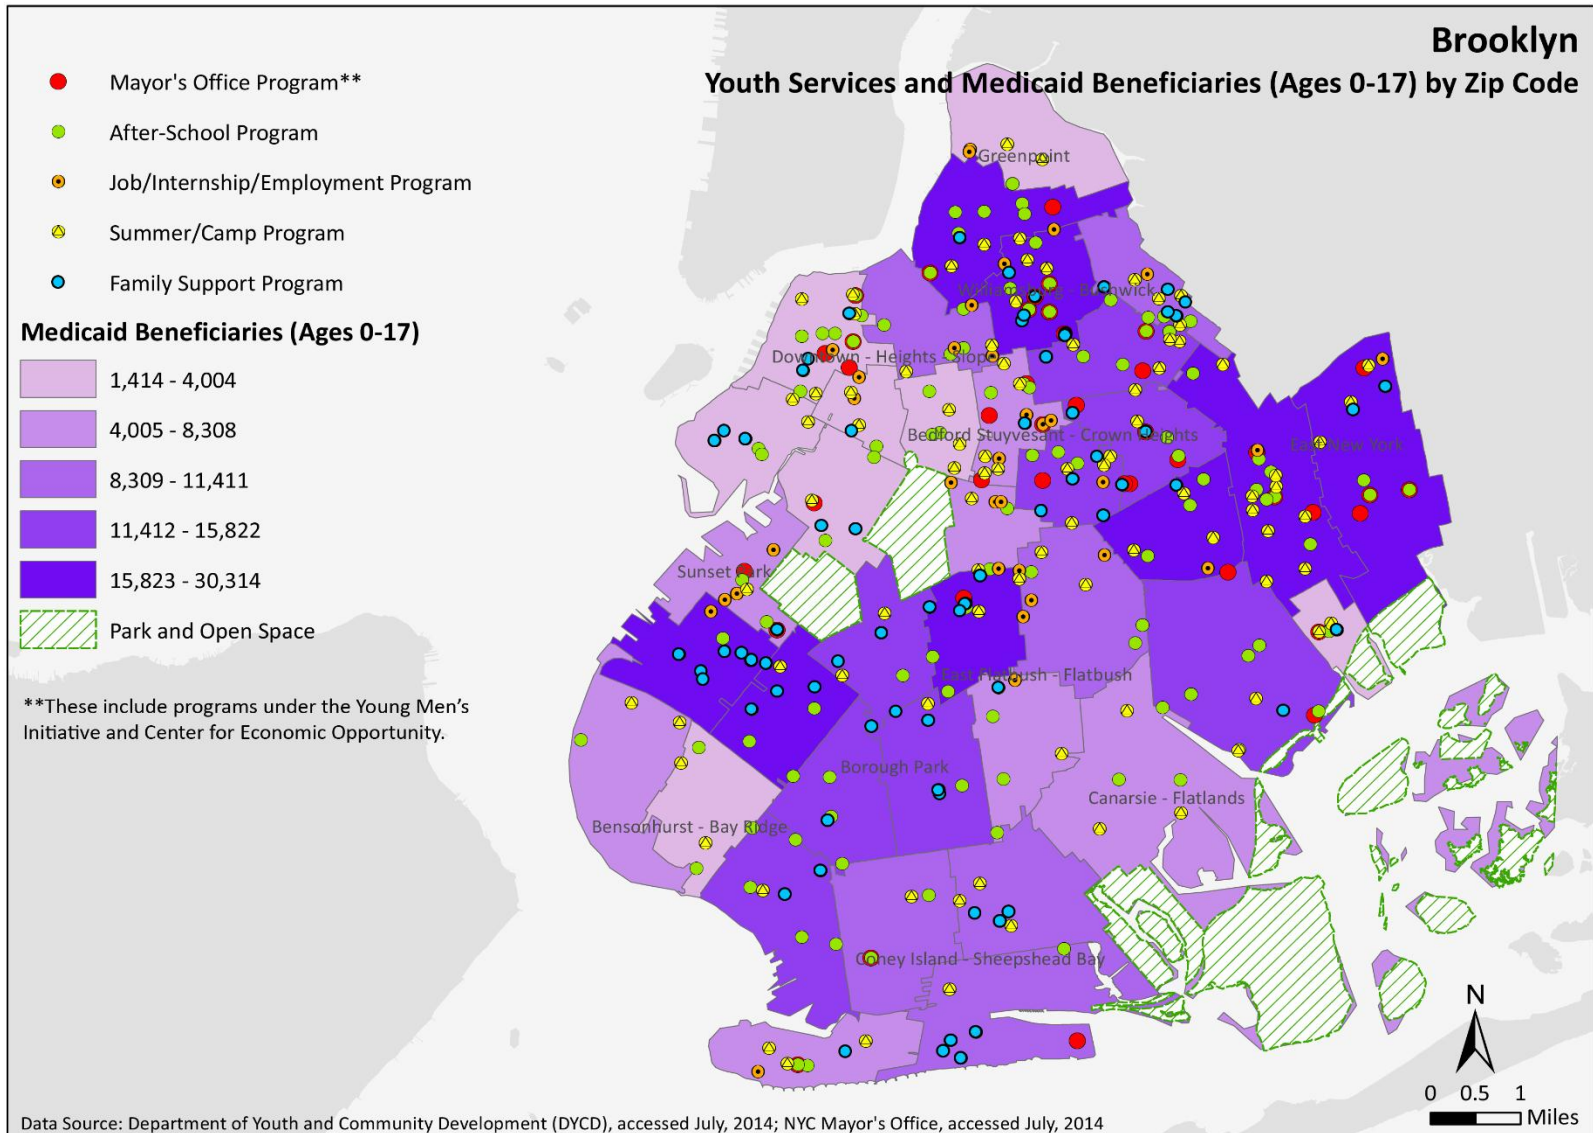 Brooklyn
Youth Services and Medicaid Beneficiaries (Ages 0-17) by Zip Code
Mayor's Office Program**
After-School Program
Job/Internship/Employment Program
Summer/Camp Program
Family Support Program
Medicaid Beneficiaries (Ages 0-17)
1,414 - 4,004
4,005 - 8,308
8,309 - 11,411
11,412 - 15,822
15,823 - 30,314
Park and Open Space
**These include programs under the Young Men's
Initiative and Center for Economic Opportunity.
Greenpoint
Williamsburg - Bushwick
Downtown - Heights - Slope
Bedford Stuyvesant - Crown Heights
East New York
Sunset Park
East Flatbush - Flatbush
Borough Park
Canarsie - Flatlands
Bensonhurst - Bay Ridge
Coney Island - Sheepshead Bay
N
0 0.5 1
Miles
Data Source: Department of Youth and Community Development (DYCD), accessed July, 2014; NYC Mayor's Office, accessed July, 2014